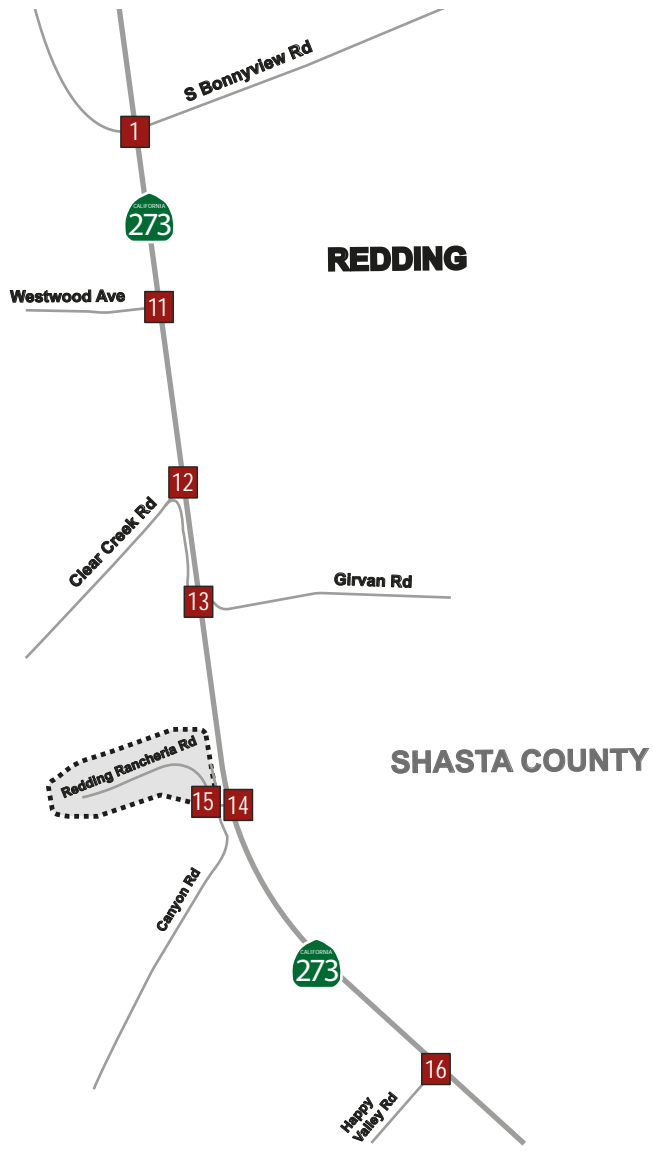 S Bonnyview Rd
1
CALIFORNIA
273
REDDING
Westwood Ave
11
12
Clear Creek Rd
Girvan Rd
13
Redding Rancheria Rd
SHASTA COUNTY
15
14
Canyon Rd
CALIFORNIA
273
16
Happy
Valley Rd